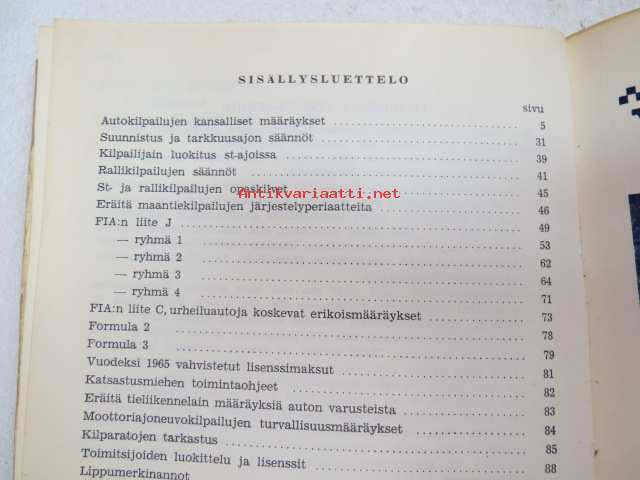 SISÄLLYSLUETTELO
sivu
Autokilpailujen kansalliset määräykset 5
Suunnistus ja tarkkuusajon säännöt 31
Kilpailijain luokitus st-ajoissa 39
Rallikilpailujen säännöt 41
St- ja rallikilpailujen opaskilvet 45
Antikvariaatti.net
Eräitä maantiekilpailujen järjestelyperiaatteita 46
FIA:n liite J 49
— ryhmä 1 53
— ryhmä 2 62
— ryhmä 3 64
— ryhmä 4 71
FIA:n liite C, urheiluautoja koskevat erikoismääräykset 73
Formula 2 78
Formula 3 79
Vuodeksi 1965 vahvistetut lisenssimaksut 81
Katsastusmiehen toimintaohjeet 82
Eräitä tieliikennelain määräyksiä auton varusteista 83
Moottoriajoneuvokilpailujen turvallisuusmääräykset 84
Kilparatojen tarkastus 85
Toimitsijoiden luokittelu ja lisenssit 88
Lippumerkinannot